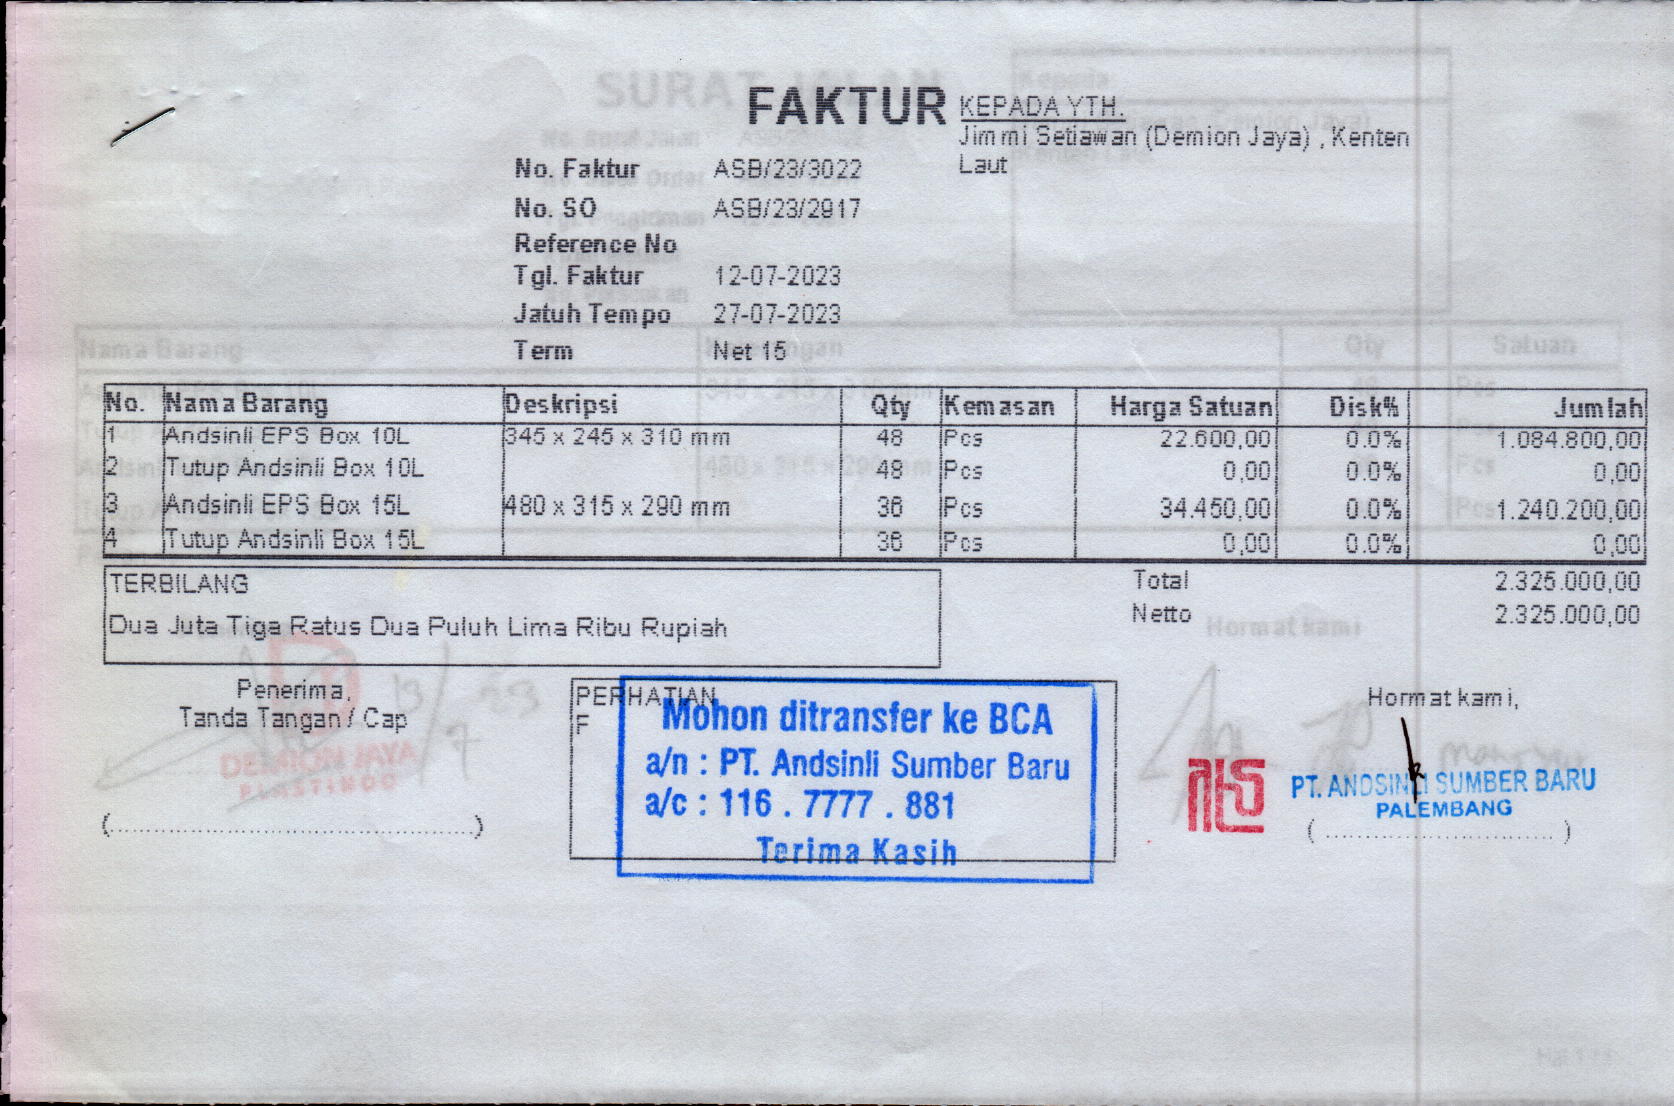 FAKTUR
KEPADA YTH.
Jimmi Setiawan (Demion Jaya) , Kenten
Laut
No. Faktur ASB/23/3022
No. SO ASB/23/2917
Reference No
Tgl. Faktur 12-07-2023
Jatuh Tempo 27-07-2023
Term Net 15
No. Nama Barang Deskripsi Qty Kemasan Harga Satuan Disk% Jumlah
1 Andsinli EPS Box 10L 345 x 245 x 310 mm 48 Pcs 22.600,00 0.0% 1.084.800,00
2 Tutup Andsinli Box 10L 48 Pcs 0,00 0.0% 0,00
3 Andsinli EPS Box 15L 480 x 315 x 290 mm 36 Pcs 34.450,00 0.0% 1.240.200,00
4 Tutup Andsinli Box 15L 36 Pcs 0,00 0.0% 0,00
TERBILANG
Dua Juta Tiga Ratus Dua Puluh Lima Ribu Rupiah
Total 2.325.000,00
Netto 2.325.000,00
Penerima,
Tanda Tangan / Cap
DEMION JAYA
PLASTINDO
PERHATIAN
F
Mohon ditransfer ke BCA
a/n : PT. Andsinli Sumber Baru
a/c : 116 . 7777 . 881
Terima Kasih
Hormat kami,
PT. ANDSINLI SUMBER BARU
PALEMBANG